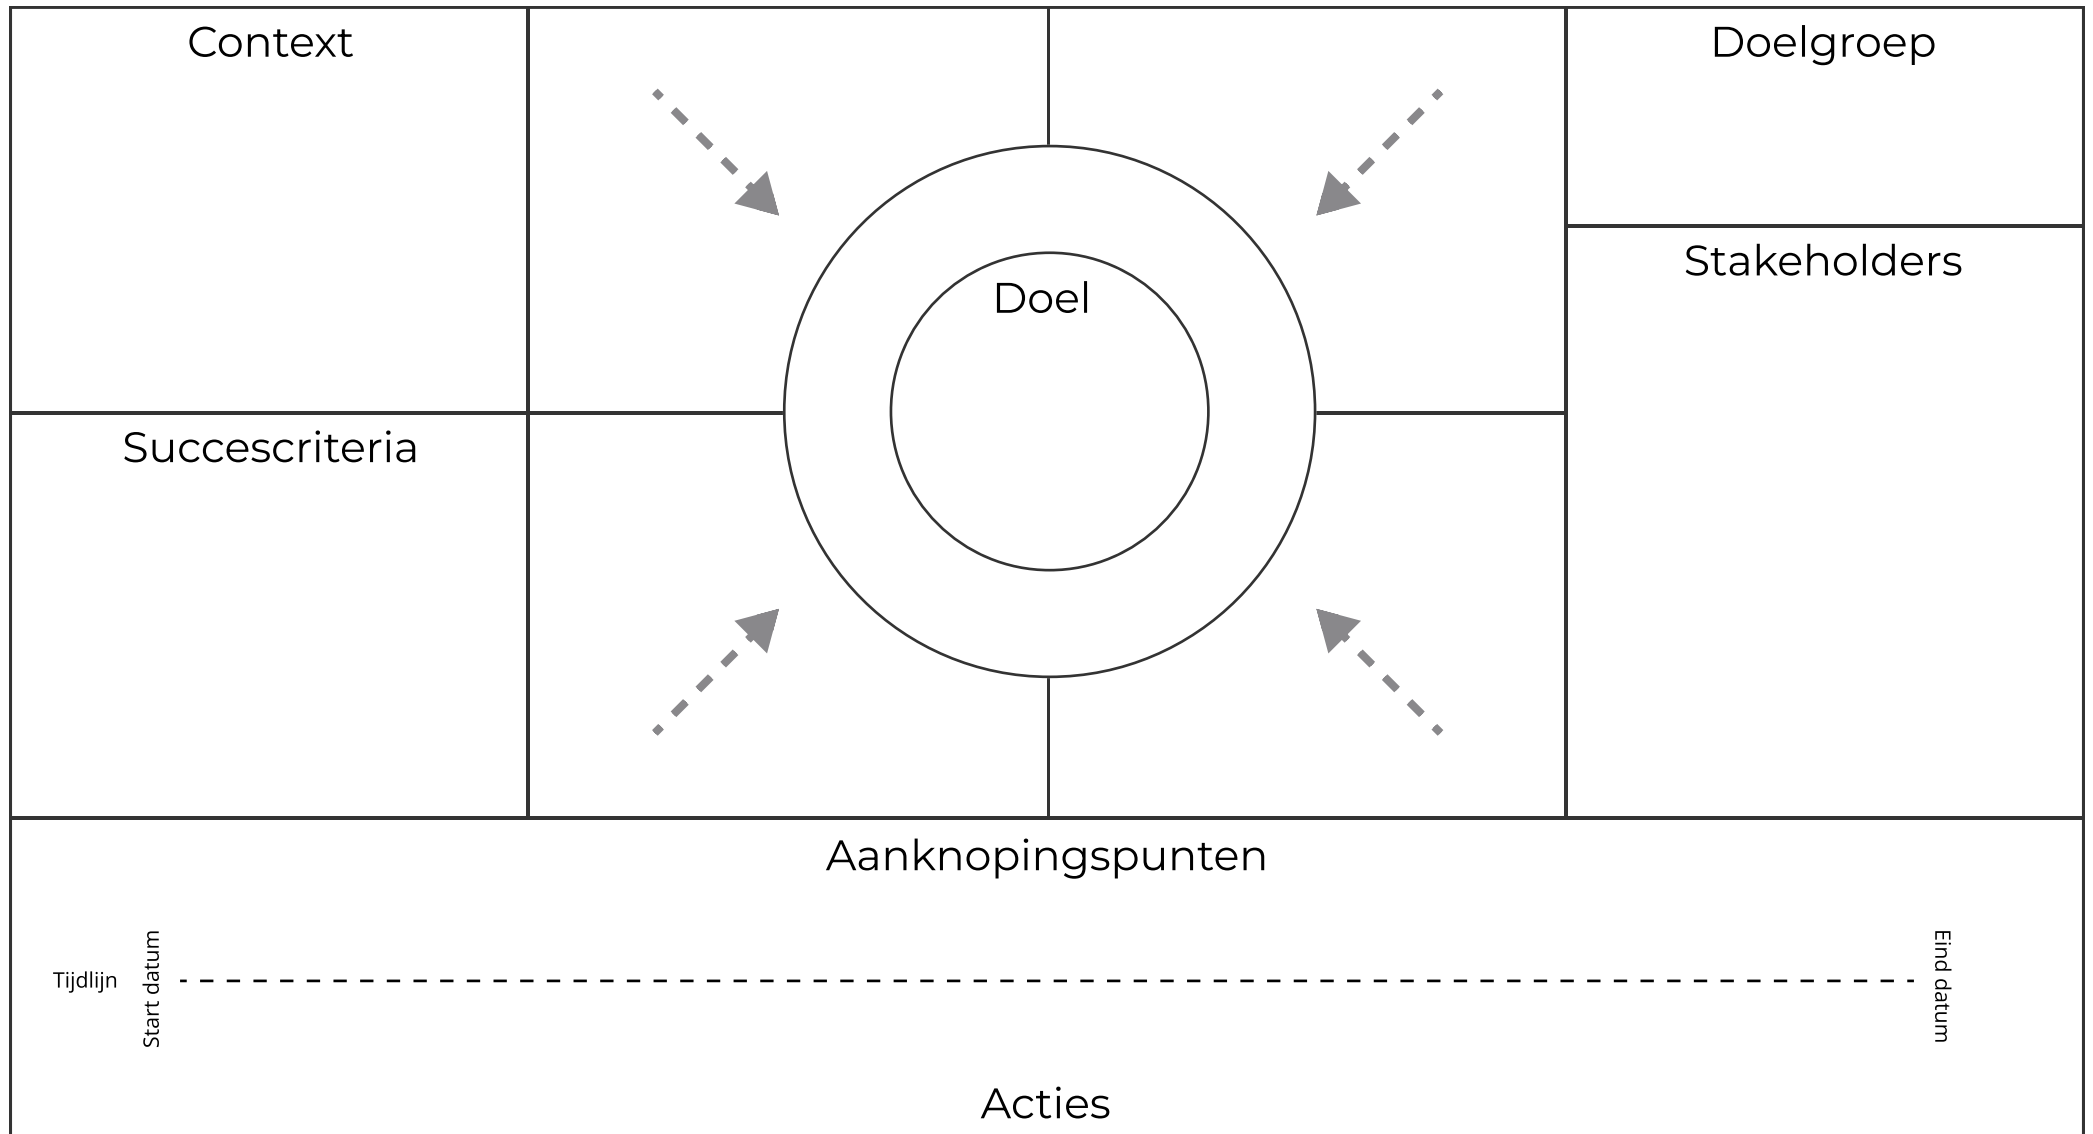 Context
Doelgroep
Stakeholders
Doel
Succescriteria
Aanknopingspunten
Tijdlijn
Start datum
Eind datum
Acties